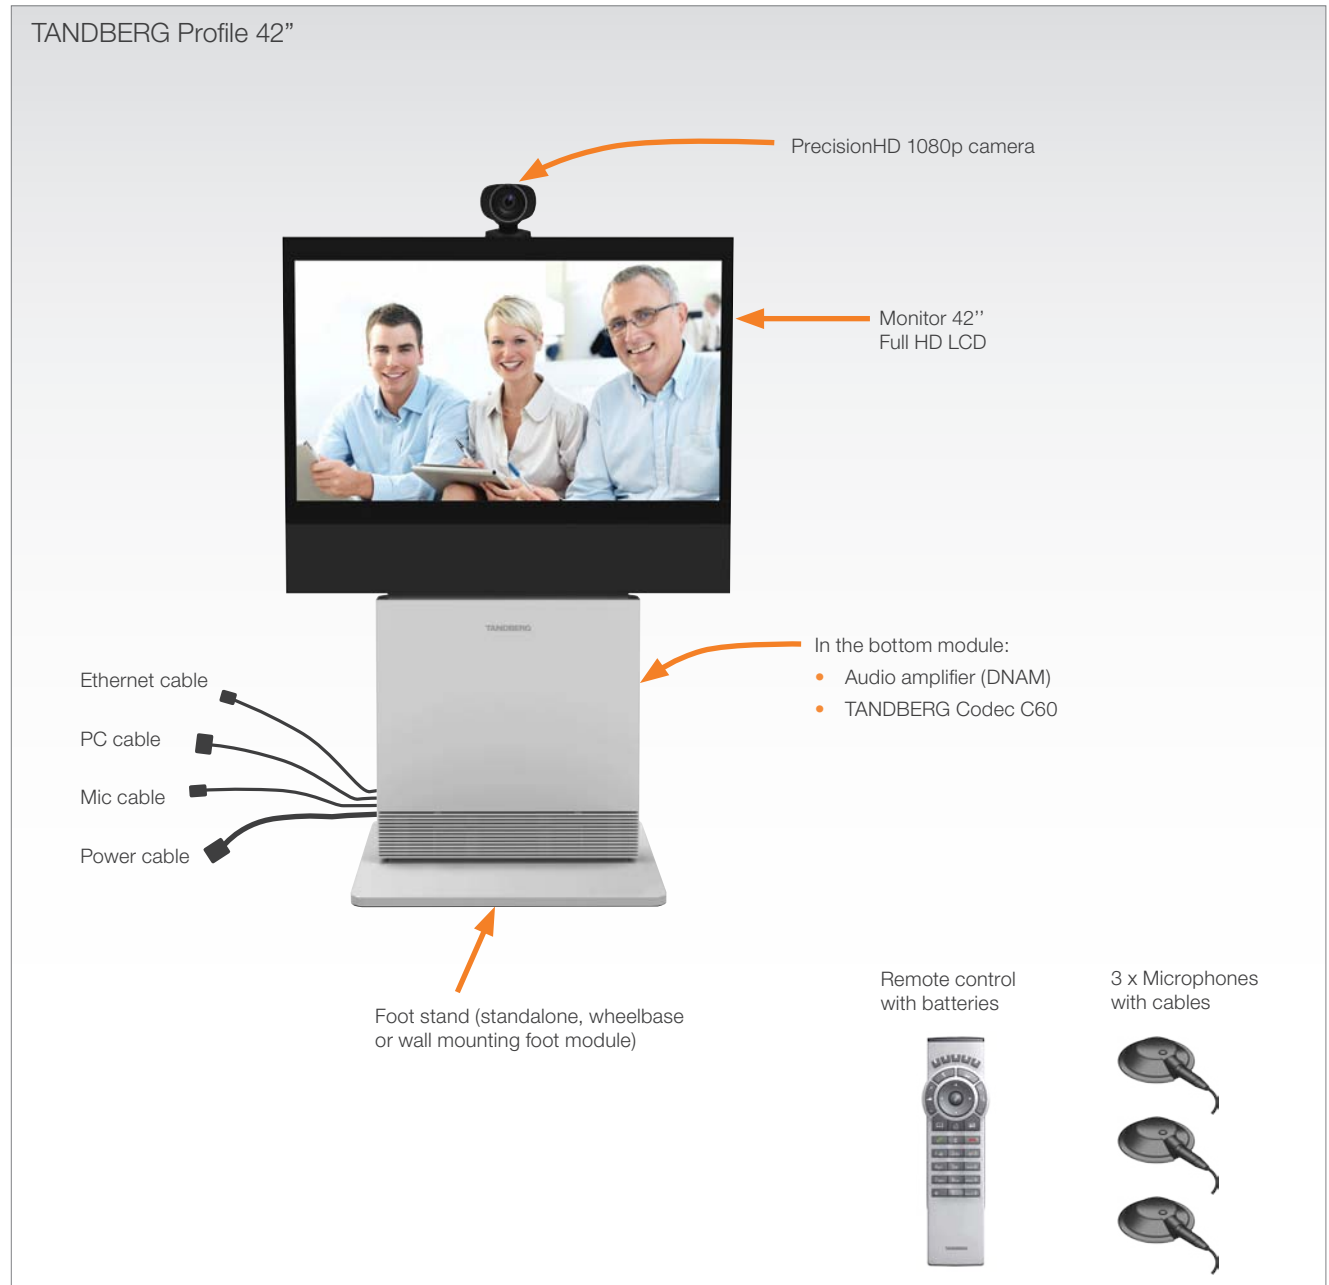 TANDBERG Profile 42”
PrecisionHD 1080p camera
Monitor 42’’
Full HD LCD
TANDBERG
In the bottom module:
• Audio amplifier (DNAM)
• TANDBERG Codec C60
Ethernet cable
PC cable
Mic cable
Power cable
Foot stand (standalone, wheelbase
or wall mounting foot module)
Remote control
with batteries
3 x Microphones
with cables